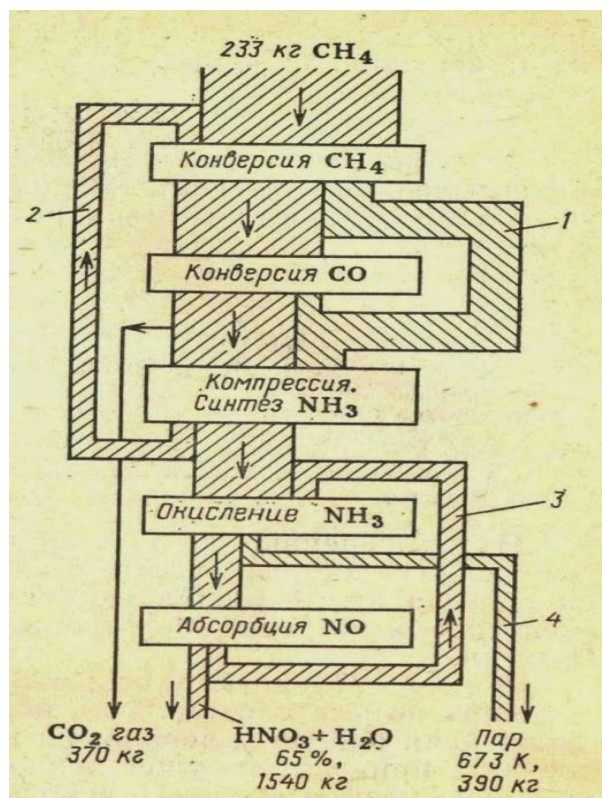 233 кг CH4
Конверсия CH4
2
1
Конверсия CO
Компрессия.
Синтез NH3
Окисление NH3
3
Абсорбция NO
4
CO2 газ
370 кг
HNO3+H2O
65%,
1540 кг
Пар
673 К,
390 кг